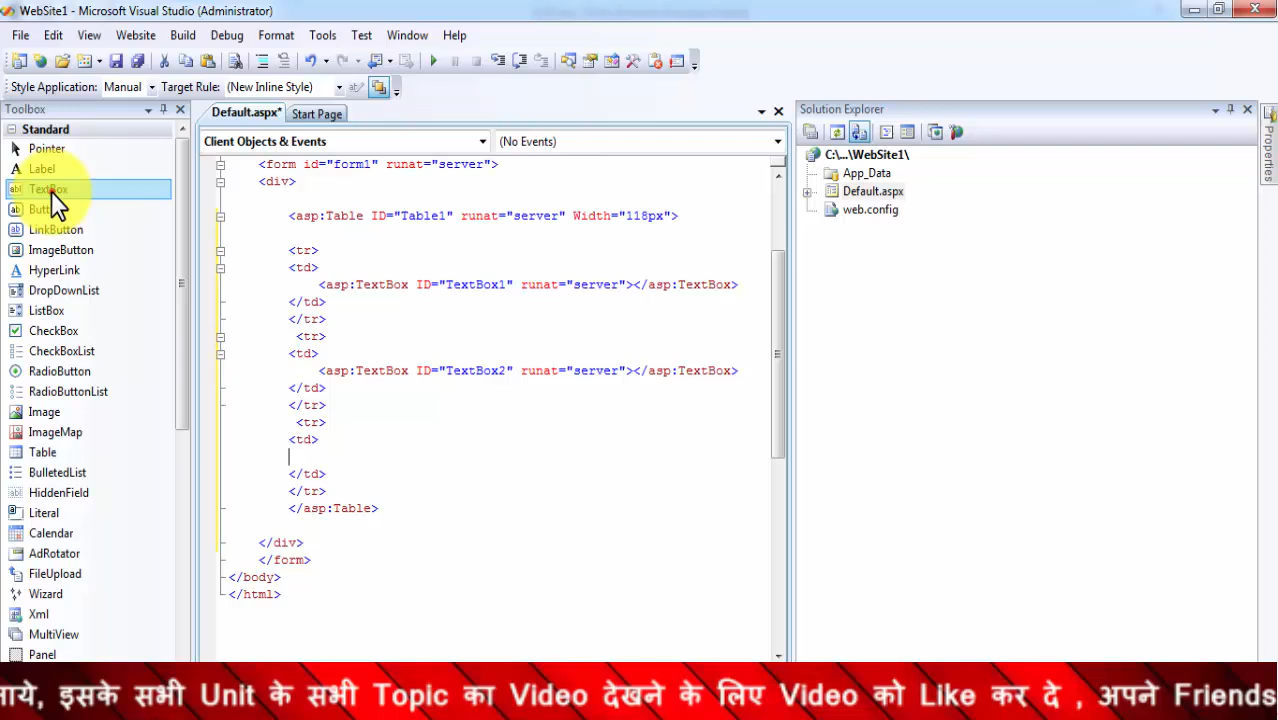 WebSite1 - Microsoft Visual Studio (Administrator)
File Edit View Website Build Debug Format Tools Test Window Help
Style Application: Manual Target Rule: (New Inline Style)
Toolbox
Default.aspx* Start Page
Solution Explorer
Properties
Client Objects & Events (No Events)
Standard
Pointer
Label
TextBox
LinkButton
ImageButton
HyperLink
DropDownList
ListBox
CheckBox
CheckBoxList
RadioButton
RadioButtonList
Image
ImageMap
Table
BulletedList
HiddenField
Literal
Calendar
AdRotator
FileUpload
Wizard
Xml
MultiView
Panel
<form id="form1" runat="server">
<div>
<asp:Table ID="Table1" runat="server" Width="118px">
<tr>
<td>
<asp:TextBox ID="TextBox1" runat="server"></asp:TextBox>
</td>
</tr>
<tr>
<td>
<asp:TextBox ID="TextBox2" runat="server"></asp:TextBox>
</td>
</tr>
<tr>
<td>
</td>
</tr>
</asp:Table>
</div>
</form>
</body>
</html>
C:\...\WebSite1\
App_Data
Default.aspx
web.config
इसके सभी Unit के सभी Topic का Video देखने के लिए Video को Like कर दे , अपने Friends